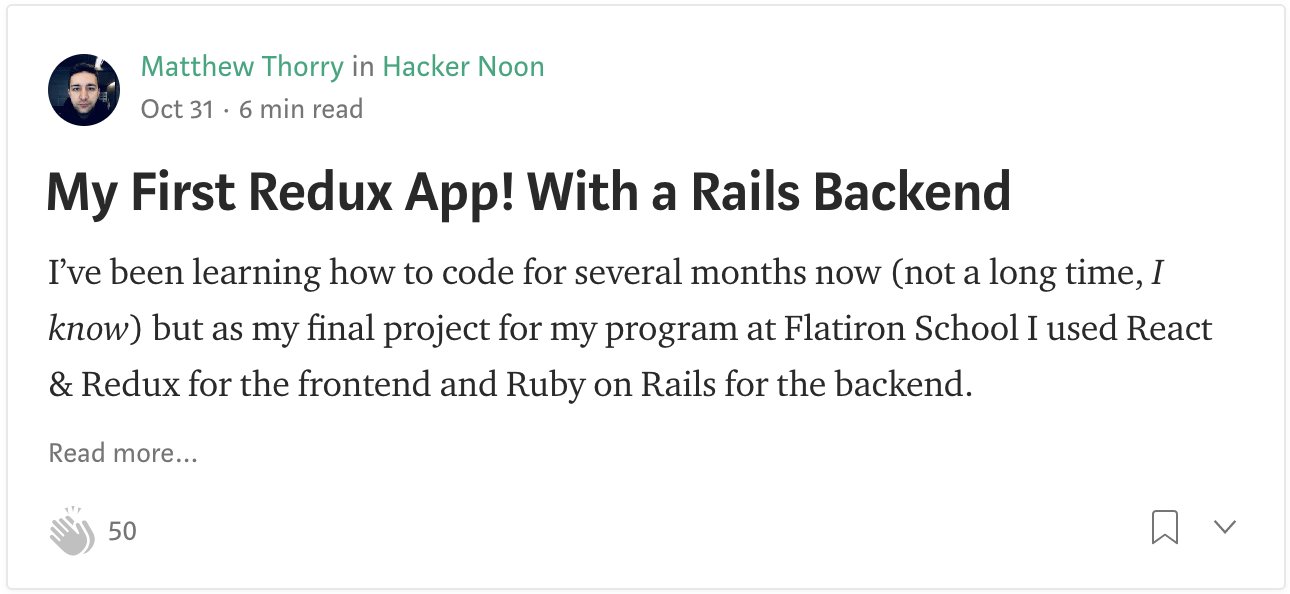 Matthew Thorry in Hacker Noon
Oct 31 · 6 min read
My First Redux App! With a Rails Backend
I’ve been learning how to code for several months now (not a long time, I
know) but as my final project for my program at Flatiron School I used React
& Redux for the frontend and Ruby on Rails for the backend.
Read more...
50